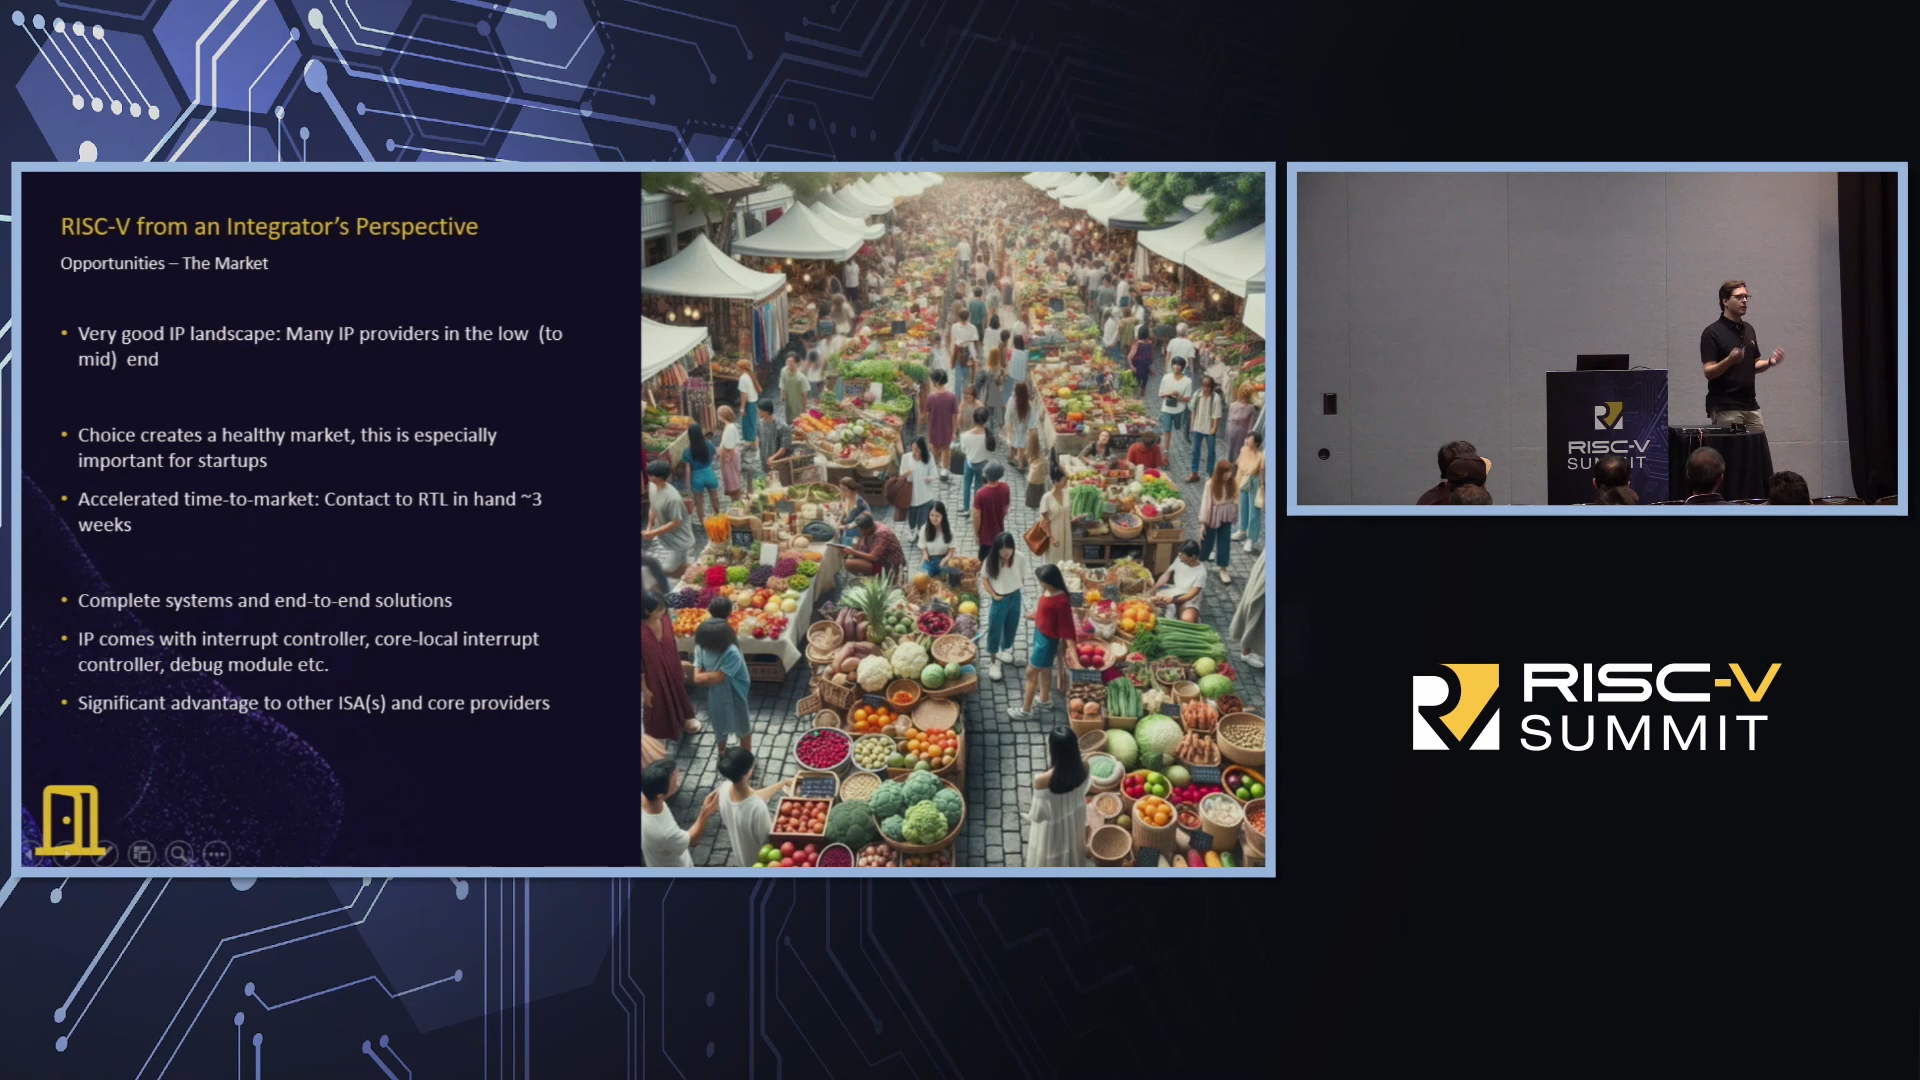 RISC-V from an Integrator's Perspective
Opportunities – The Market
• Very good IP landscape: Many IP providers in the low (to
mid) end
• Choice creates a healthy market, this is especially
important for startups
• Accelerated time-to-market: Contact to RTL in hand ~3
weeks
• Complete systems and end-to-end solutions
• IP comes with interrupt controller, core-local interrupt
controller, debug module etc.
• Significant advantage to other ISA(s) and core providers
RISC-V
SUMMIT
RISC-V
SUMMIT